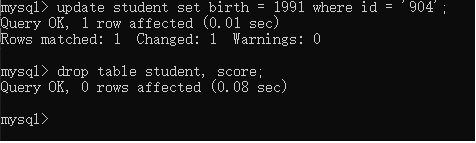 mysql> update student set birth = 1991 where id = '904';
Query OK, 1 row affected (0.01 sec)
Rows matched: 1  Changed: 1  Warnings: 0
mysql> drop table student, score;
Query OK, 0 rows affected (0.08 sec)
mysql>